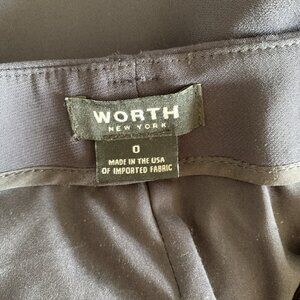 WORTH
NEW YORK
0
MADE IN THE USA
OF IMPORTED FABRIC